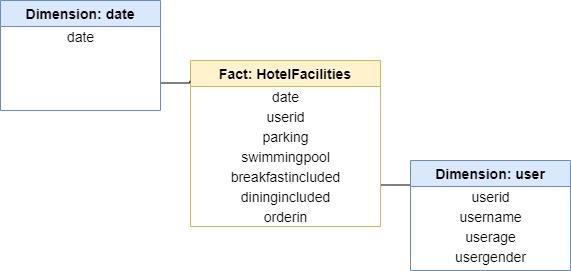 Dimension: date
date
Fact: HotelFacilities
date
userid
parking
swimmingpool
breakfastincluded
diningincluded
orderin
Dimension: user
userid
username
userage
usergender